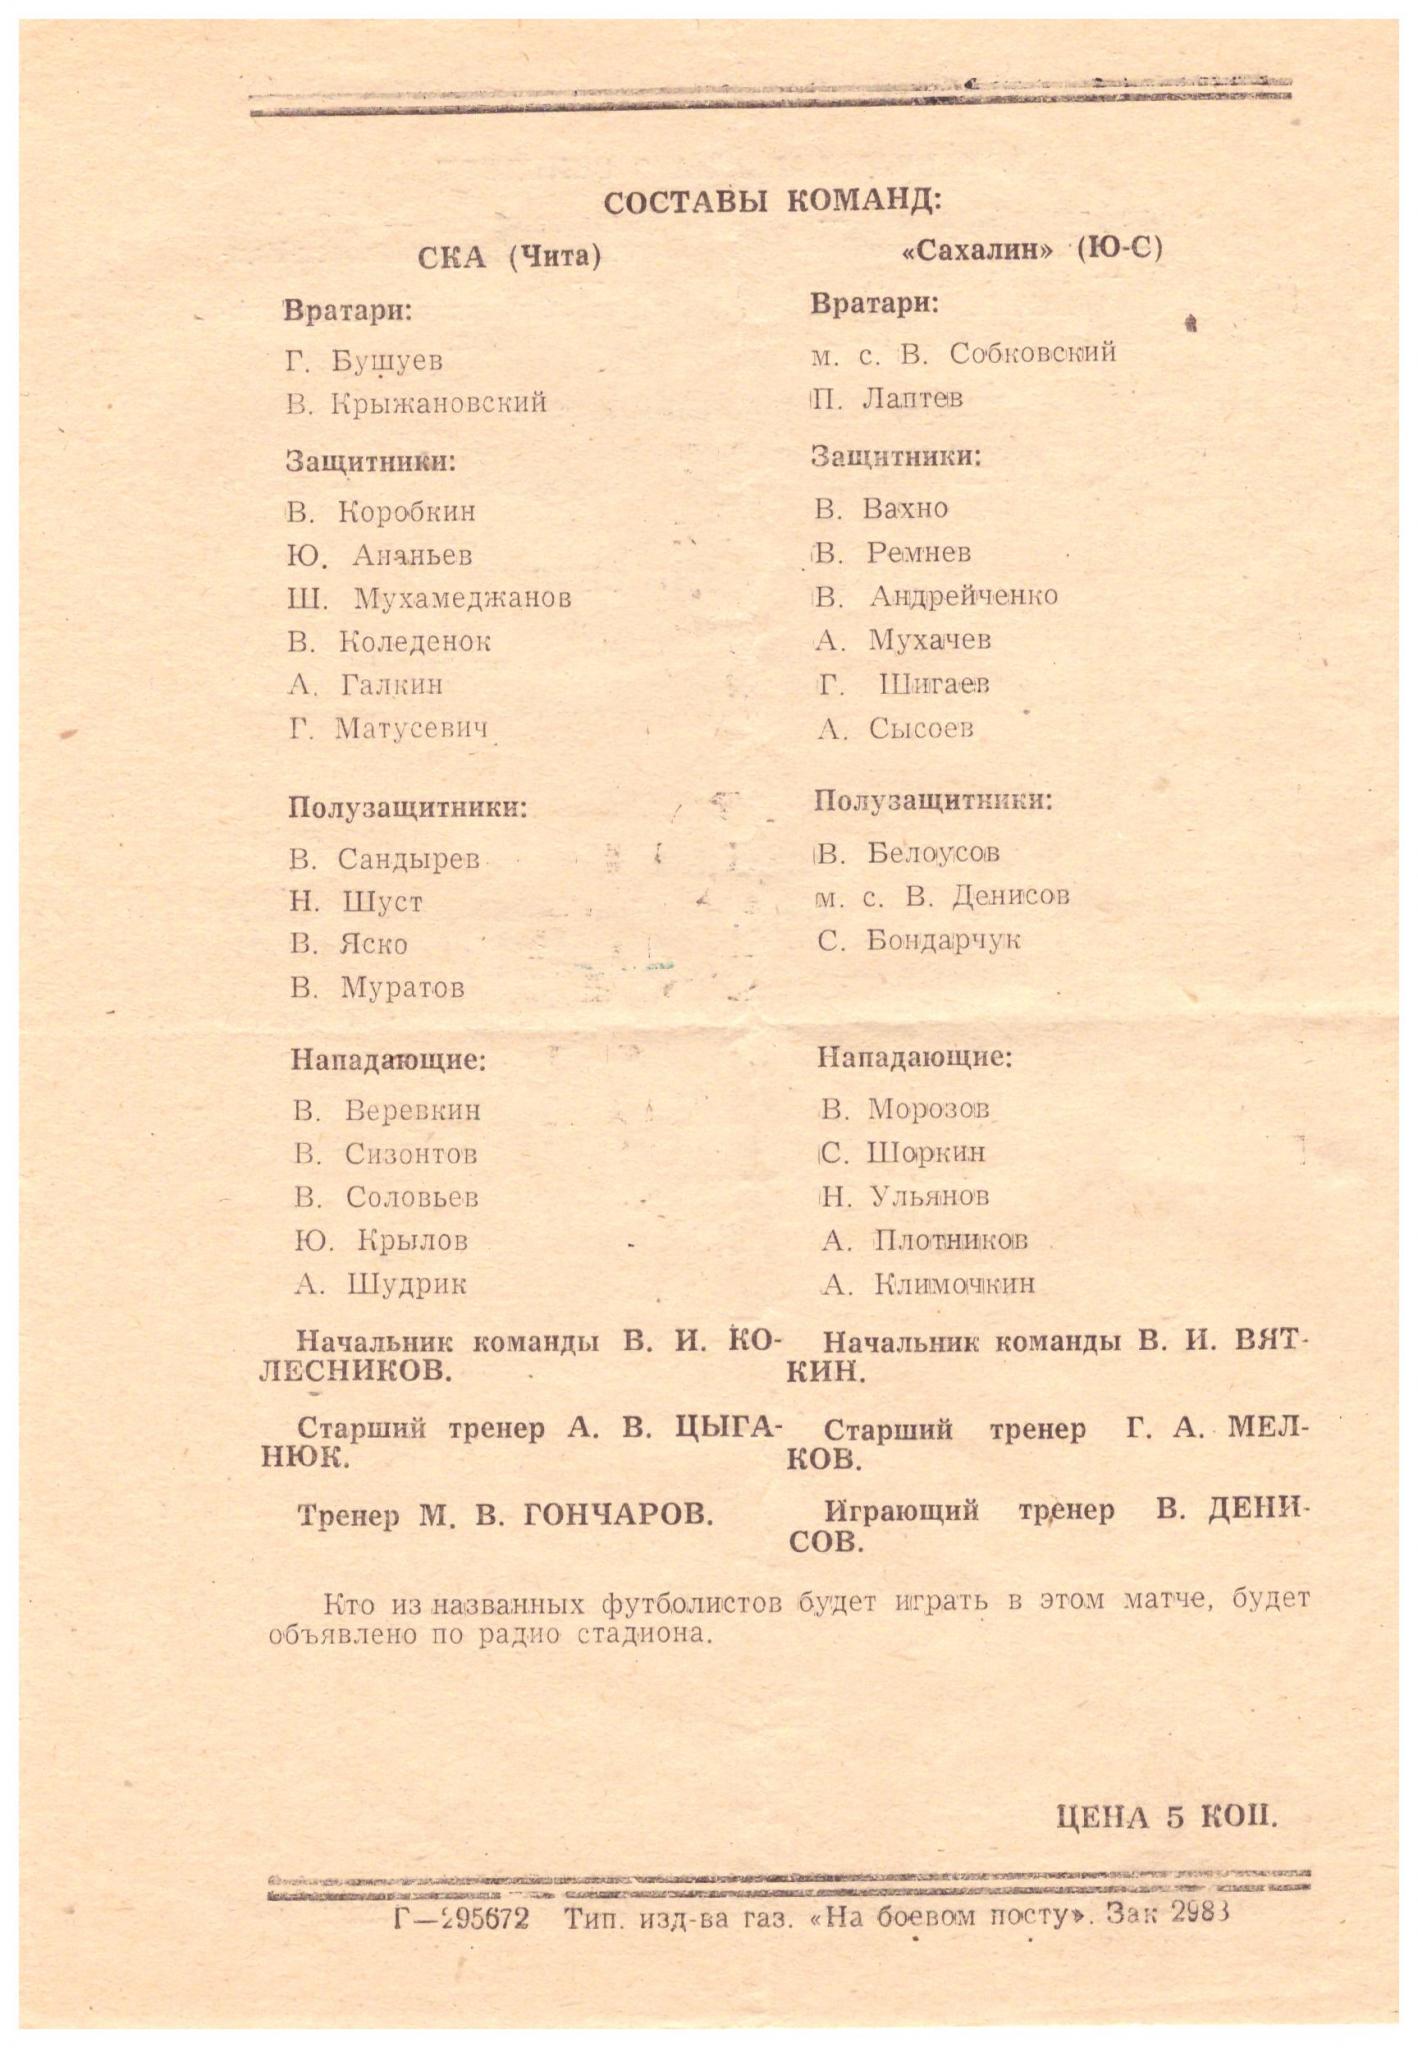 СОСТАВЫ КОМАНД:
СКА (Чита)
Вратари:
Г. Бушуев
В. Крыжановский
Защитники:
В. Коробкин
Ю. Ананьев
Ш. Мухамеджанов
В. Коледенок
А. Галкин
Г. Матусевич
Полузащитники:
В. Сандырев
Н. Шуст
В. Яско
В. Муратов
Нападающие:
В. Веревкин
В. Сизонтов
В. Соловьев
Ю. Крылов
А. Шудрик
Начальник команды В. И. КО-
ЛЕСНИКОВ.
Старший тренер А. В. ЦЫГА-
НЮК.
Тренер М. В. ГОНЧАРОВ.
«Сахалин» (Ю-С)
Вратари:
м. с. В. Собковский
П. Лаптев
Защитники:
В. Вахно
В. Ремнев
В. Андрейченко
А. Мухачев
Г. Шигаев
А. Сысоев
Полузащитники:
В. Белоусов
м. с. В. Денисов
С. Бондарчук
Нападающие:
В. Морозов
С. Шоркин
Н. Ульянов
А. Плотников
А. Климочкин
Начальник команды В. И. ВЯТ-
КИН.
Старший тренер Г. А. МЕЛ-
КОВ.
Играющий тренер В. ДЕНИ-
СОВ.
Кто из названных футболистов будет играть в этом матче, будет
объявлено по радио стадиона.
ЦЕНА 5 КОП.
Г—295672 Тип. изд-ва газ. «На боевом посту». Зак 2983